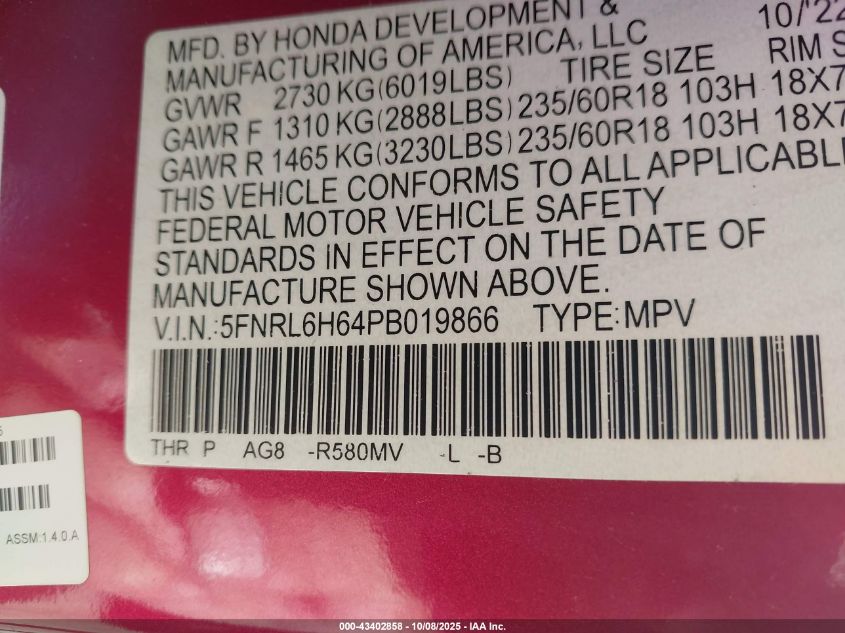 MFD. BY HONDA DEVELOPMENT & 10/'22
MANUFACTURING OF AMERICA, LLC
GVWR 2730 KG(6019LBS) TIRE SIZE RIM S
GAWR F 1310 KG(2888LBS) 235/60R18 103H 18X7
GAWR R 1465 KG(3230LBS) 235/60R18 103H 18X7
THIS VEHICLE CONFORMS TO ALL APPLICABL
FEDERAL MOTOR VEHICLE SAFETY
STANDARDS IN EFFECT ON THE DATE OF
MANUFACTURE SHOWN ABOVE.
V.I.N.:5FNRL6H64PB019866 TYPE:MPV
THR P AG8 -R580MV -L -B
ASSM:1.4.0.A
000-43402858 - 10/08/2025 - IAA Inc.